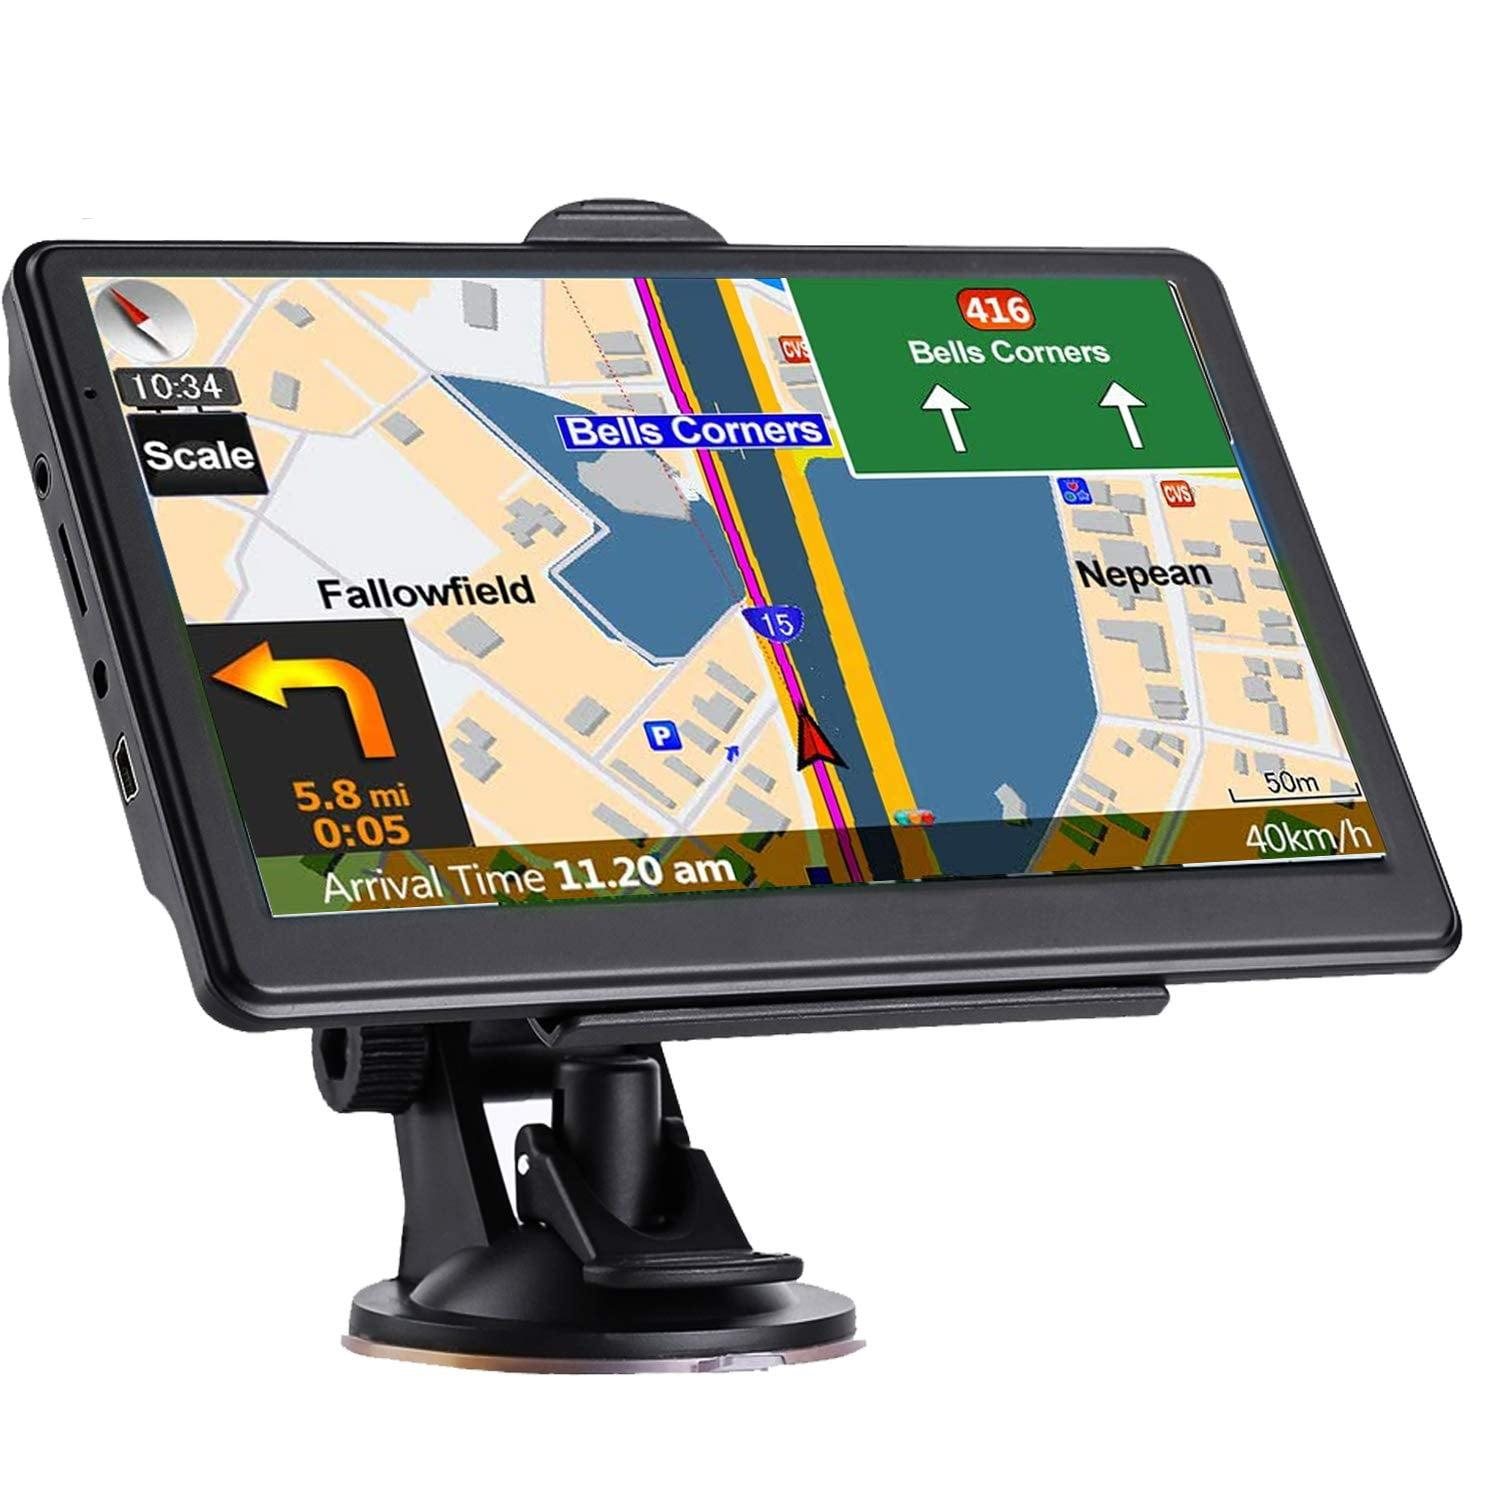 416
Bells Corners
CVS
10:34
Scale
Bells Corners
CVS
Nepean
Fallowfield
15
P
5.8 mi
0:05
50m
40km/h
Arrival Time 11.20 am